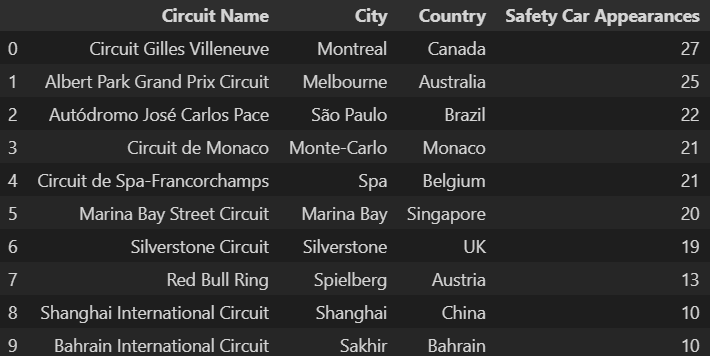 Circuit Name City Country Safety Car Appearances
0 Circuit Gilles Villeneuve Montreal Canada 27
1 Albert Park Grand Prix Circuit Melbourne Australia 25
2 Autódromo José Carlos Pace São Paulo Brazil 22
3 Circuit de Monaco Monte-Carlo Monaco 21
4 Circuit de Spa-Francorchamps Spa Belgium 21
5 Marina Bay Street Circuit Marina Bay Singapore 20
6 Silverstone Circuit Silverstone UK 19
7 Red Bull Ring Spielberg Austria 13
8 Shanghai International Circuit Shanghai China 10
9 Bahrain International Circuit Sakhir Bahrain 10